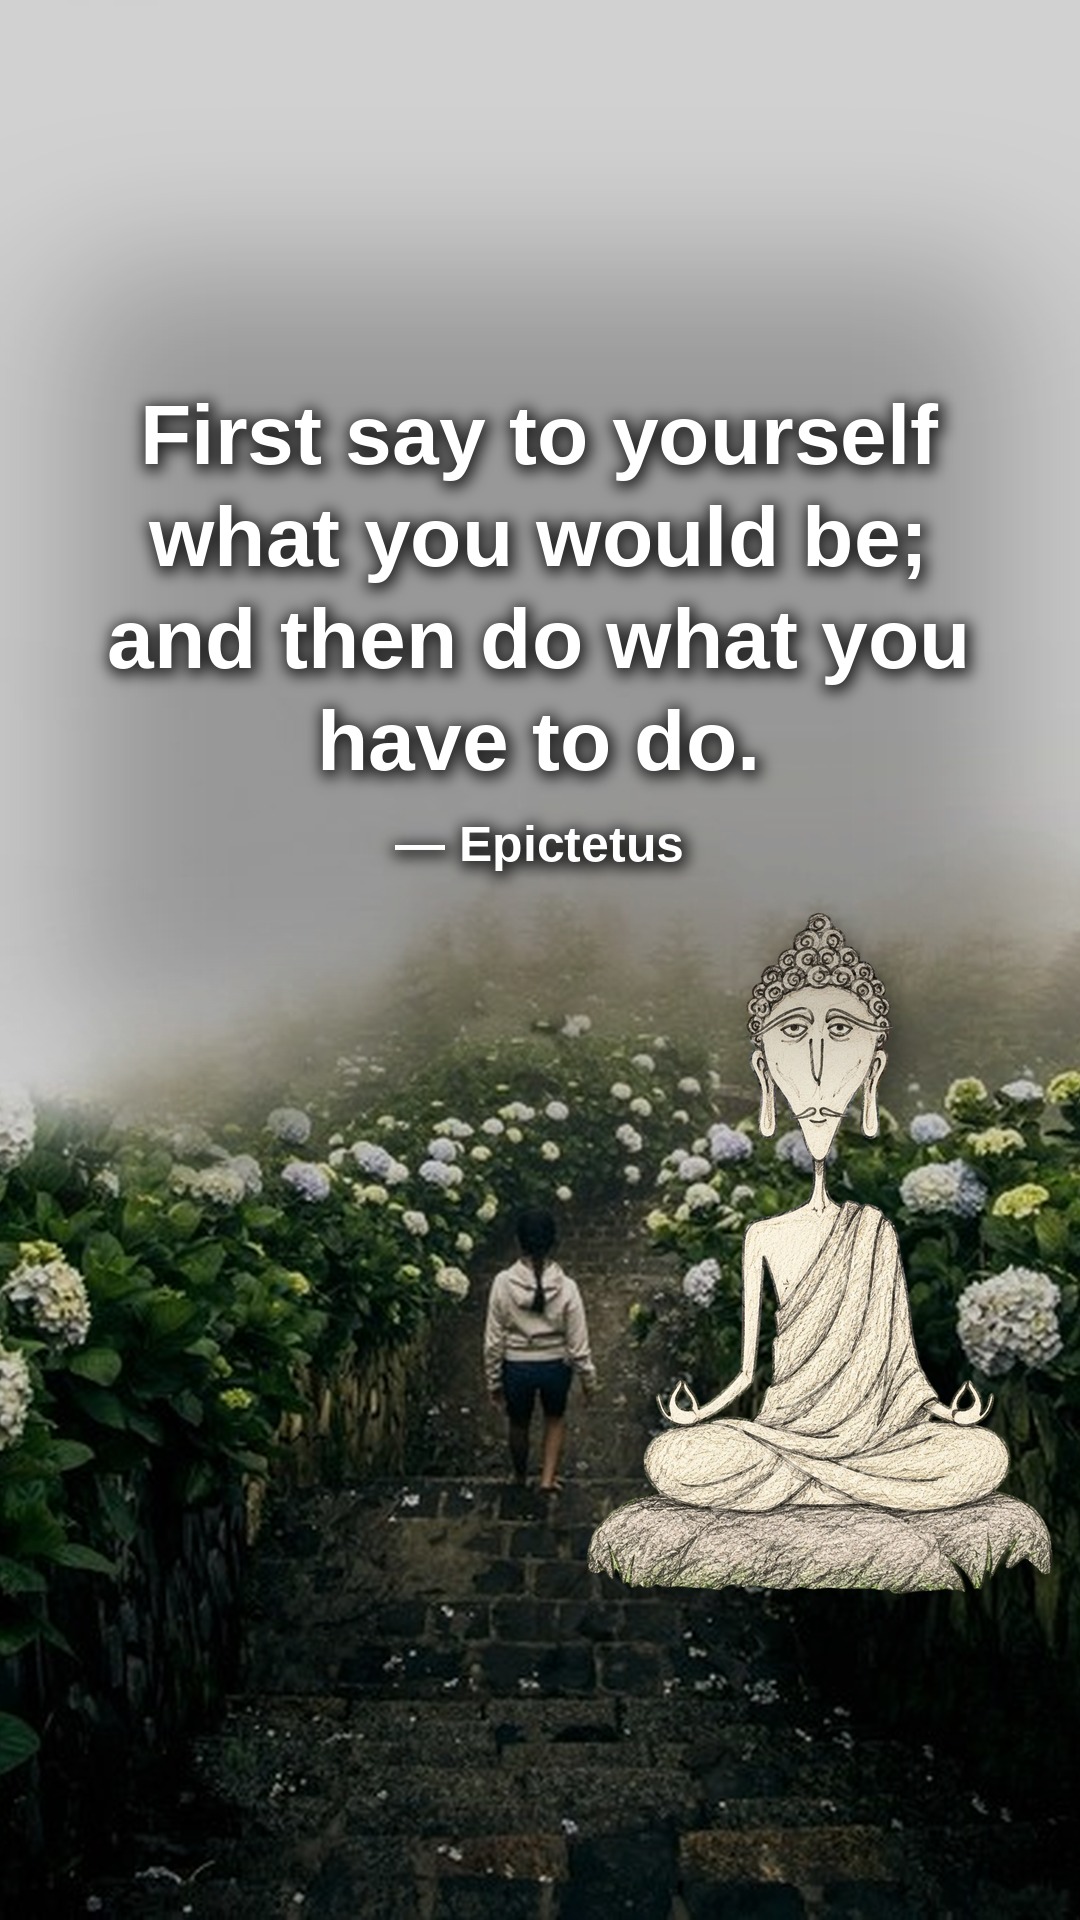 First say to yourself
what you would be;
and then do what you
have to do.
— Epictetus